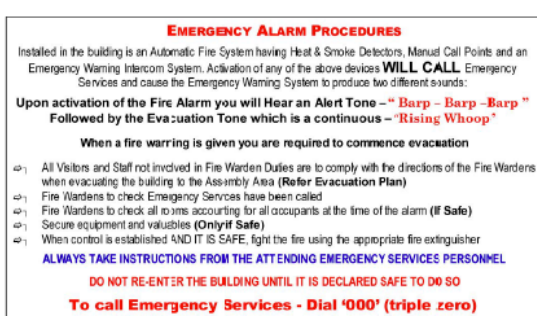 EMERGENCY ALARM PROCEDURES
Installed in the building is an Automatic Fire System having Heat & Smoke Detectors, Manual Call Points and an
Emergency Warning Intercom System. Activation of any of the above devices WILL CALL Emergency
Services and cause the Emergency Warning System to produce two different sounds:
Upon activation of the Fire Alarm you will Hear an Alert Tone – “ Barp – Barp –Barp ”
Followed by the Evacuation Tone which is a continuous – “Rising Whoop”
When a fire warning is given you are required to commence evacuation
⇨ All Visitors and Staff not involved in Fire Warden Duties are to comply with the directions of the Fire Wardens
when evacuating the building to the Assembly Area (Refer Evacuation Plan)
⇨ Fire Wardens to check Emergency Services have been called
⇨ Fire Wardens to check all rooms accounting for all occupants at the time of the alarm (If Safe)
⇨ Secure equipment and valuables (Only if Safe)
⇨ When control is established AND IT IS SAFE, fight the fire using the appropriate fire extinguisher
ALWAYS TAKE INSTRUCTIONS FROM THE ATTENDING EMERGENCY SERVICES PERSONNEL
DO NOT RE-ENTER THE BUILDING UNTIL IT IS DECLARED SAFE TO DO SO
To call Emergency Services - Dial ‘000’ (triple zero)